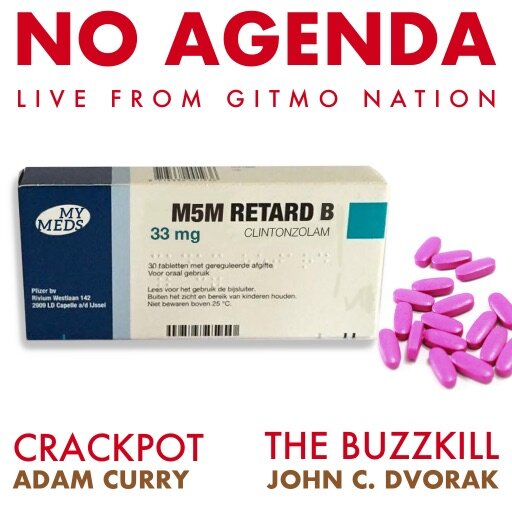 NO AGENDA
LIVE FROM GITMO NATION
MY
MEDS
M5M RETARD B
33 mg
CLINTONZOLAM
30 tabletten met gereguleerde afgifte
Voor oraal gebruik
Pfizer bv
Rivium Westlaan 142
2909 LD Capelle a/d IJssel
Lees voor het gebruik de bijsluiter.
Buiten het zicht en bereik van kinderen houden.
Niet bewaren boven 25 °C.
CRACKPOT
ADAM CURRY
THE BUZZKILL
JOHN C. DVORAK